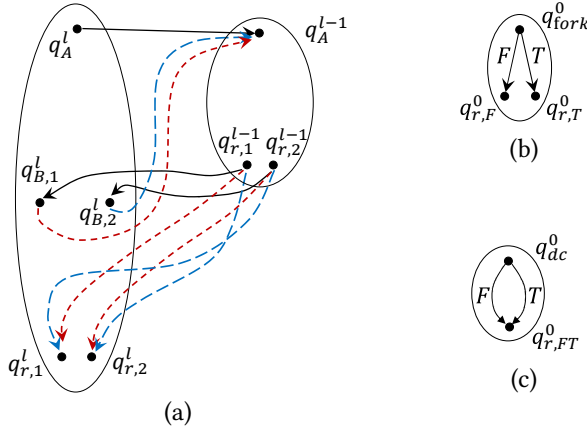 q_A^l
q_A^{l−1}
q_{r,1}^{l−1}
q_{r,2}^{l−1}
q_{B,1}^l
q_{B,2}^l
q_{r,1}^l
q_{r,2}^l
(a)
q_{fork}^0
F
T
q_{r,F}^0
q_{r,T}^0
(b)
q_{dc}^0
F
T
q_{r,FT}^0
(c)